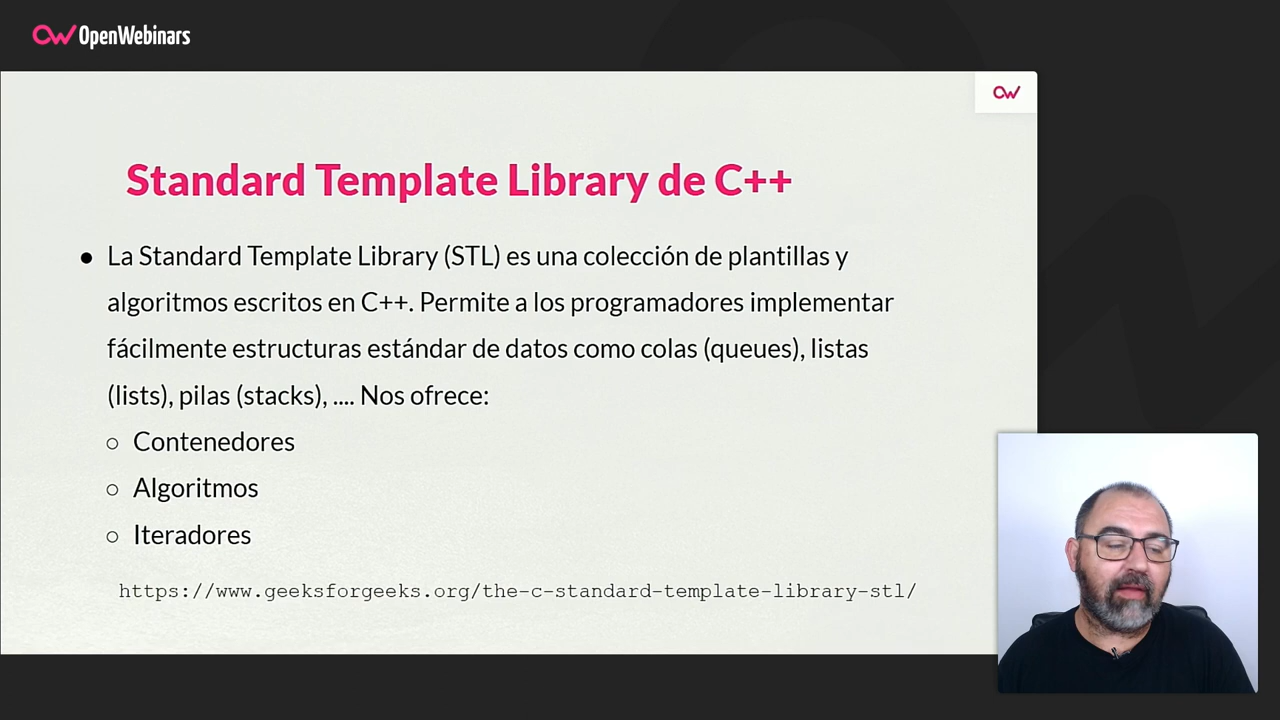 OpenWebinars
Standard Template Library de C++
● La Standard Template Library (STL) es una colección de plantillas y
algoritmos escritos en C++. Permite a los programadores implementar
fácilmente estructuras estándar de datos como colas (queues), listas
(lists), pilas (stacks), .... Nos ofrece:
○ Contenedores
○ Algoritmos
○ Iteradores
https://www.geeksforgeeks.org/the-c-standard-template-library-stl/